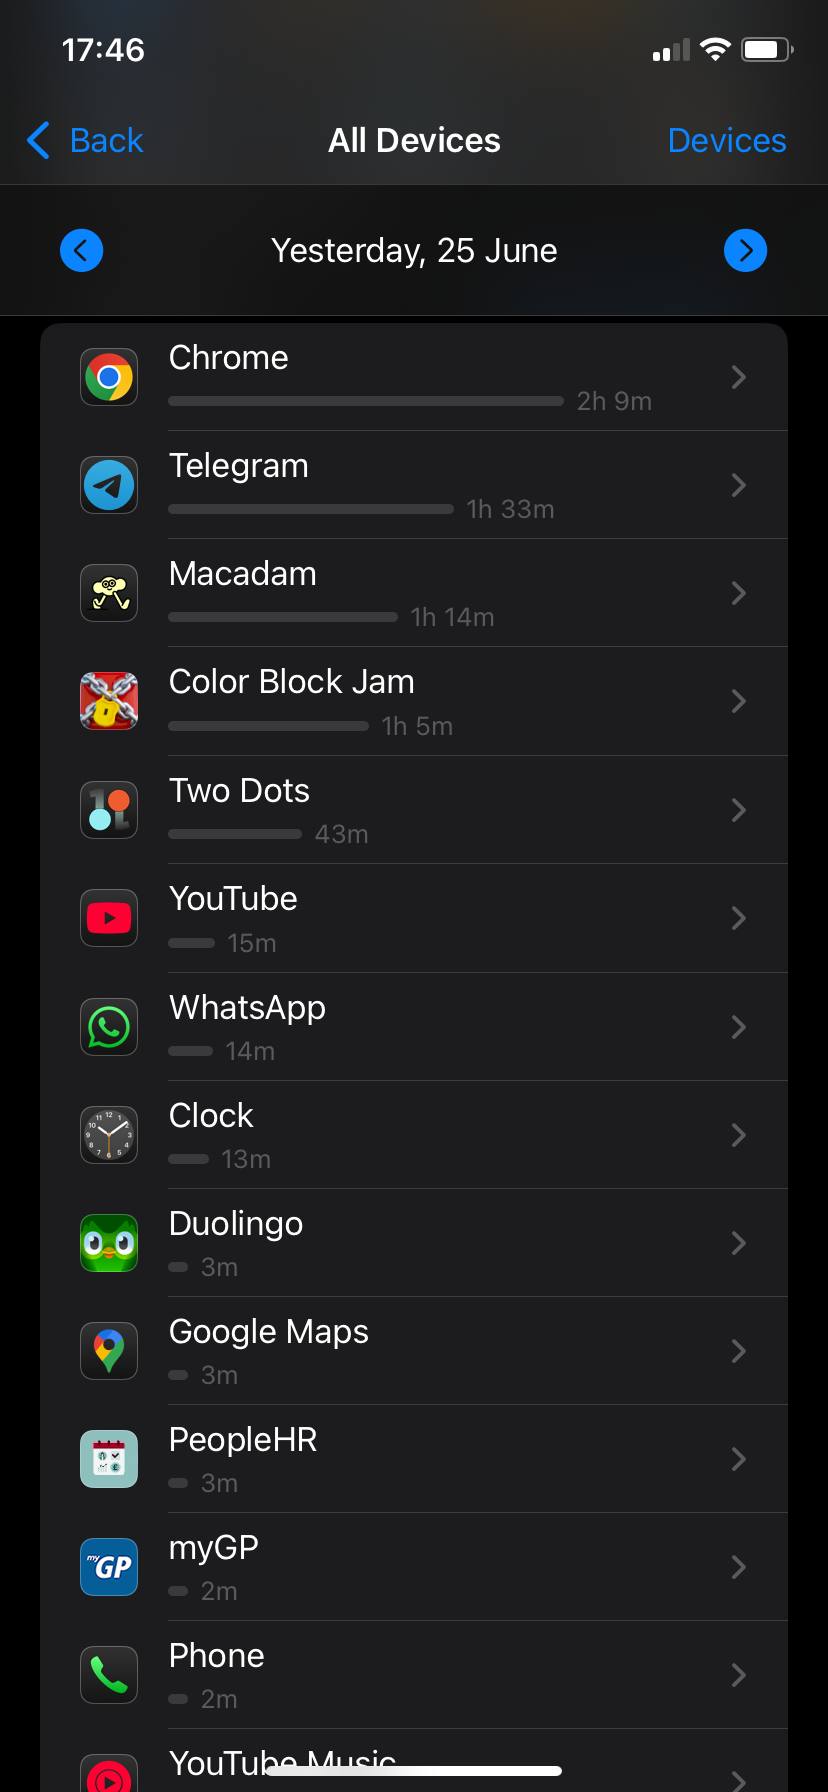 17:46
Back
All Devices
Devices
Yesterday, 25 June
Chrome
2h 9m
Telegram
1h 33m
Macadam
1h 14m
Color Block Jam
1h 5m
Two Dots
43m
YouTube
15m
WhatsApp
14m
Clock
13m
Duolingo
3m
Google Maps
3m
PeopleHR
3m
myGP
my GP
2m
Phone
2m
YouTube Music